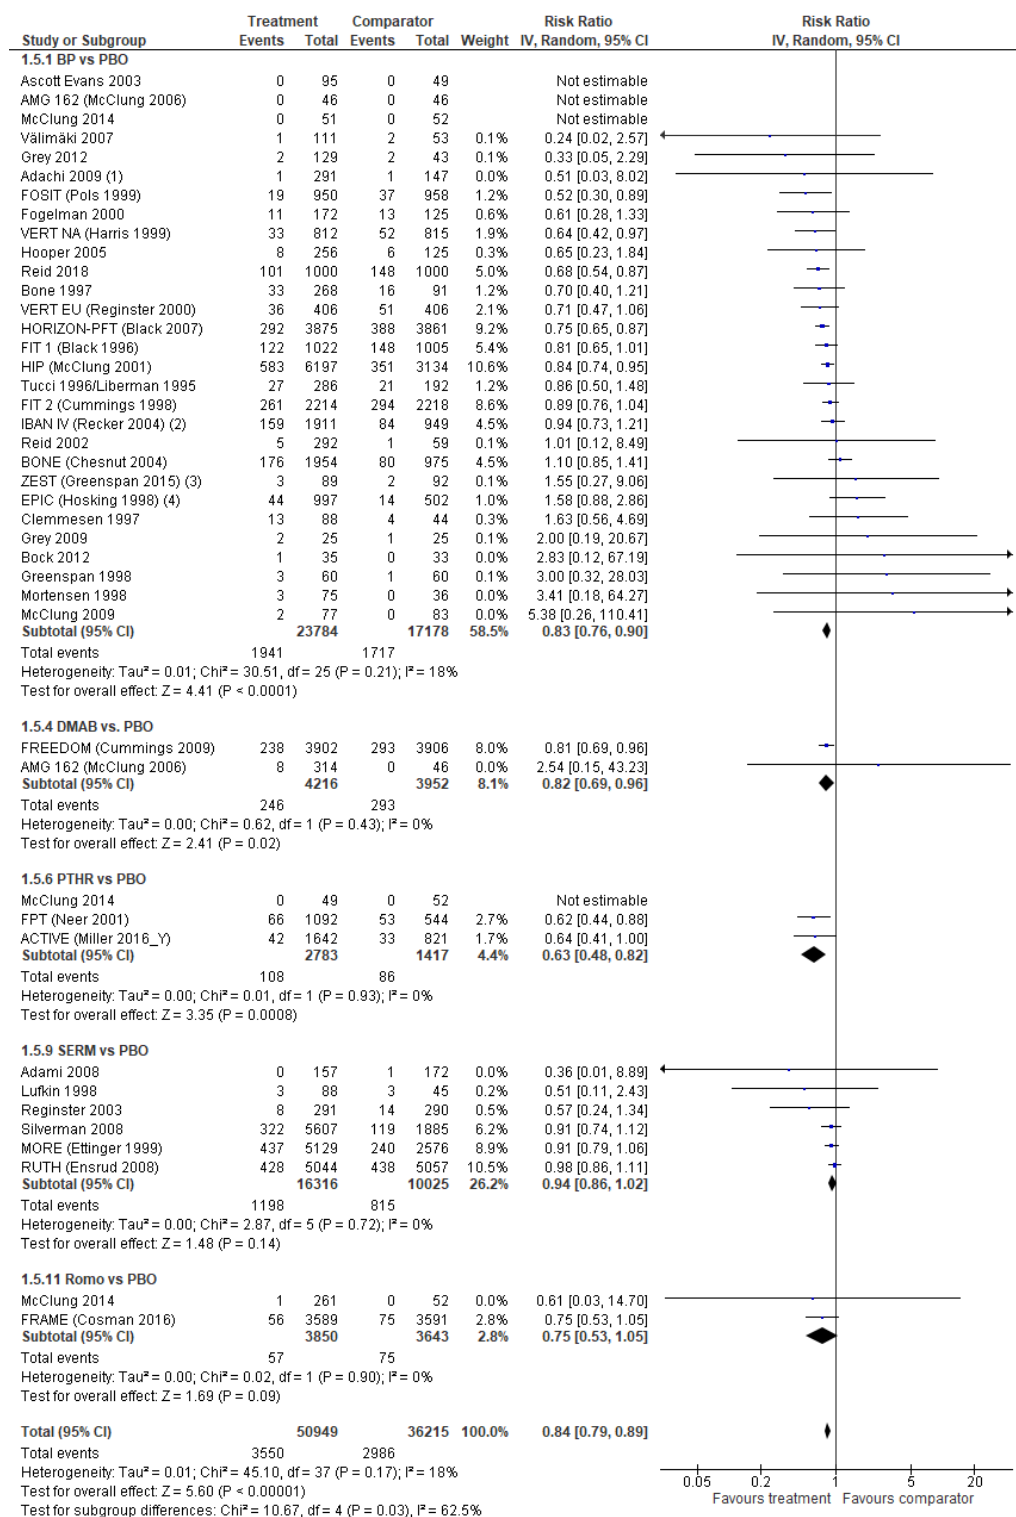 Treatment Comparator Risk Ratio Risk Ratio
Study or Subgroup Events Total Events Total Weight IV, Random, 95% CI IV, Random, 95% CI
1.5.1 BP vs PBO
Ascott Evans 2003 0 95 0 49 Not estimable
AMG 162 (McClung 2006) 0 46 0 46 Not estimable
McClung 2014 0 51 0 52 Not estimable
Välimäki 2007 1 111 2 53 0.1% 0.24 [0.02, 2.57]
Grey 2012 2 129 2 43 0.1% 0.33 [0.05, 2.29]
Adachi 2009 (1) 1 291 1 147 0.0% 0.51 [0.03, 8.02]
FOSIT (Pols 1999) 19 950 37 958 1.2% 0.52 [0.30, 0.89]
Fogelman 2000 11 172 13 125 0.6% 0.61 [0.28, 1.33]
VERT NA (Harris 1999) 33 812 52 815 1.9% 0.64 [0.42, 0.97]
Hooper 2005 8 256 6 125 0.3% 0.65 [0.23, 1.84]
Reid 2018 101 1000 148 1000 5.0% 0.68 [0.54, 0.87]
Bone 1997 33 268 16 91 1.2% 0.70 [0.40, 1.21]
VERT EU (Reginster 2000) 36 406 51 406 2.1% 0.71 [0.47, 1.06]
HORIZON-PFT (Black 2007) 292 3875 388 3861 9.2% 0.75 [0.65, 0.87]
FIT 1 (Black 1996) 122 1022 148 1005 5.4% 0.81 [0.65, 1.01]
HIP (McClung 2001) 583 6197 351 3134 10.6% 0.84 [0.74, 0.95]
Tucci 1996/Liberman 1995 27 286 21 192 1.2% 0.86 [0.50, 1.48]
FIT 2 (Cummings 1998) 261 2214 294 2218 8.6% 0.89 [0.76, 1.04]
IBAN IV (Recker 2004) (2) 159 1911 84 949 4.5% 0.94 [0.73, 1.21]
Reid 2002 5 292 1 59 0.1% 1.01 [0.12, 8.49]
BONE (Chesnut 2004) 176 1954 80 975 4.5% 1.10 [0.85, 1.41]
ZEST (Greenspan 2015) (3) 3 89 2 92 0.1% 1.55 [0.27, 9.06]
EPIC (Hosking 1998) (4) 44 997 14 502 1.0% 1.58 [0.88, 2.86]
Clemmesen 1997 13 88 4 44 0.3% 1.63 [0.56, 4.69]
Grey 2009 2 25 1 25 0.1% 2.00 [0.19, 20.67]
Bock 2012 1 35 0 33 0.0% 2.83 [0.12, 67.19]
Greenspan 1998 3 60 1 60 0.1% 3.00 [0.32, 28.03]
Mortensen 1998 3 75 0 36 0.0% 3.41 [0.18, 64.27]
McClung 2009 2 77 0 83 0.0% 5.38 [0.26, 110.41]
Subtotal (95% CI) 23784 17178 58.5% 0.83 [0.76, 0.90]
Total events 1941 1717
Heterogeneity: Tau² = 0.01; Chi² = 30.51, df = 25 (P = 0.21); I² = 18%
Test for overall effect: Z = 4.41 (P < 0.0001)
1.5.4 DMAB vs. PBO
FREEDOM (Cummings 2009) 238 3902 293 3906 8.0% 0.81 [0.69, 0.96]
AMG 162 (McClung 2006) 8 314 0 46 0.0% 2.54 [0.15, 43.23]
Subtotal (95% CI) 4216 3952 8.1% 0.82 [0.69, 0.96]
Total events 246 293
Heterogeneity: Tau² = 0.00; Chi² = 0.62, df = 1 (P = 0.43); I² = 0%
Test for overall effect: Z = 2.41 (P = 0.02)
1.5.6 PTHR vs PBO
McClung 2014 0 49 0 52 Not estimable
FPT (Neer 2001) 66 1092 53 544 2.7% 0.62 [0.44, 0.88]
ACTIVE (Miller 2016_Y) 42 1642 33 821 1.7% 0.64 [0.41, 1.00]
Subtotal (95% CI) 2783 1417 4.4% 0.63 [0.48, 0.82]
Total events 108 86
Heterogeneity: Tau² = 0.00; Chi² = 0.01, df = 1 (P = 0.93); I² = 0%
Test for overall effect: Z = 3.35 (P = 0.0008)
1.5.9 SERM vs PBO
Adami 2008 0 157 1 172 0.0% 0.36 [0.01, 8.89]
Lufkin 1998 3 88 3 45 0.2% 0.51 [0.11, 2.43]
Reginster 2003 8 291 14 290 0.5% 0.57 [0.24, 1.34]
Silverman 2008 322 5607 119 1885 6.2% 0.91 [0.74, 1.12]
MORE (Ettinger 1999) 437 5129 240 2576 8.9% 0.91 [0.79, 1.06]
RUTH (Ensrud 2008) 428 5044 438 5057 10.5% 0.98 [0.86, 1.11]
Subtotal (95% CI) 16316 10025 26.2% 0.94 [0.86, 1.02]
Total events 1198 815
Heterogeneity: Tau² = 0.00; Chi² = 2.87, df = 5 (P = 0.72); I² = 0%
Test for overall effect: Z = 1.48 (P = 0.14)
1.5.11 Romo vs PBO
McClung 2014 1 261 0 52 0.0% 0.61 [0.03, 14.70]
FRAME (Cosman 2016) 56 3589 75 3591 2.8% 0.75 [0.53, 1.05]
Subtotal (95% CI) 3850 3643 2.8% 0.75 [0.53, 1.05]
Total events 57 75
Heterogeneity: Tau² = 0.00; Chi² = 0.02, df = 1 (P = 0.90); I² = 0%
Test for overall effect: Z = 1.69 (P = 0.09)
Total (95% CI) 50949 36215 100.0% 0.84 [0.79, 0.89]
Total events 3550 2986
Heterogeneity: Tau² = 0.01; Chi² = 45.10, df = 37 (P = 0.17); I² = 18%
Test for overall effect: Z = 5.60 (P < 0.00001)
Test for subgroup differences: Chi² = 10.67, df = 4 (P = 0.03), I² = 62.5%
0.05 0.2 1 5 20
Favours treatment Favours comparator